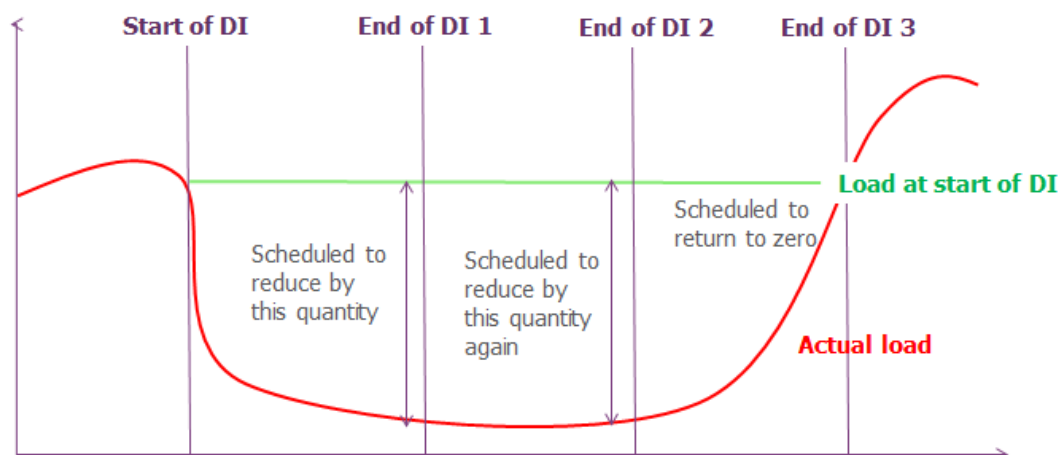 Start of DI
End of DI 1
End of DI 2
End of DI 3
Load at start of DI
Scheduled to
return to zero
Scheduled to
reduce by
this quantity
Scheduled to
reduce by
this quantity
again
Actual load